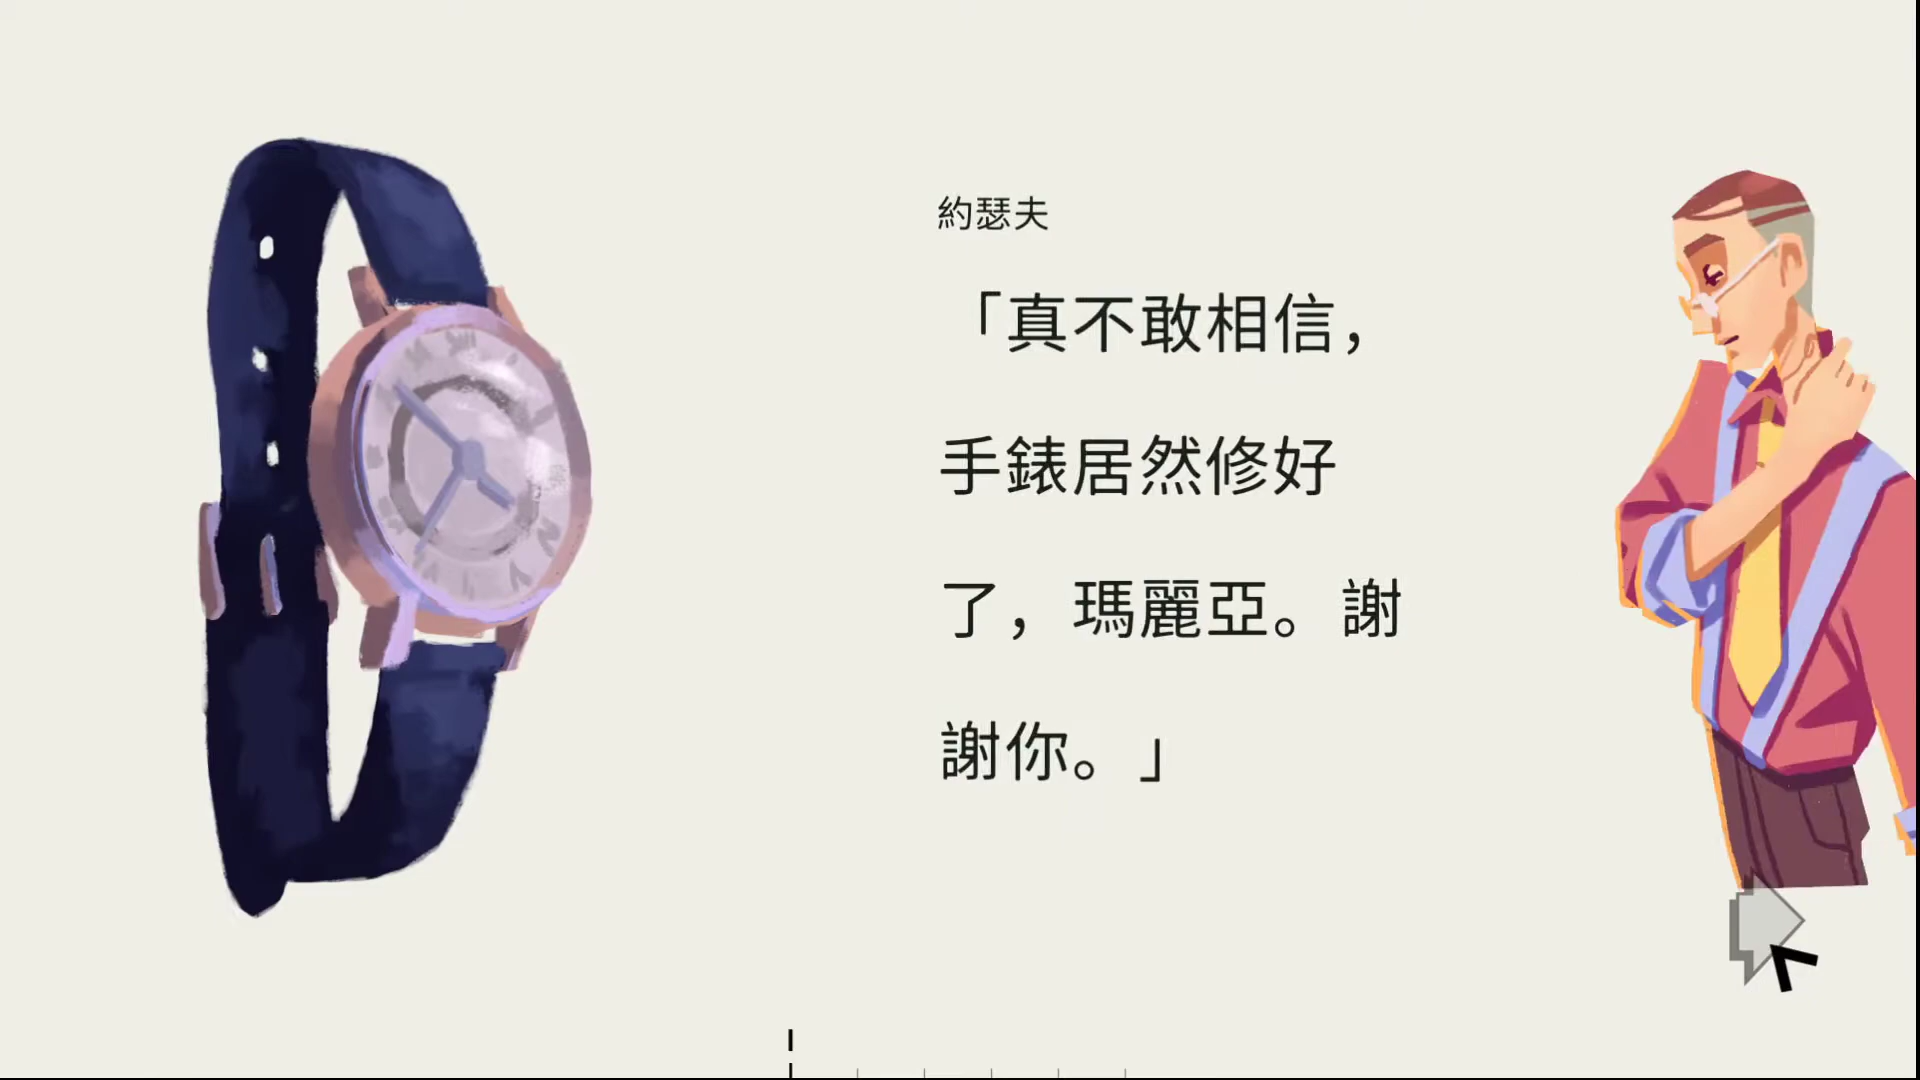 約瑟夫
「真不敢相信，
手錶居然修好
了，瑪麗亞。謝
謝你。」